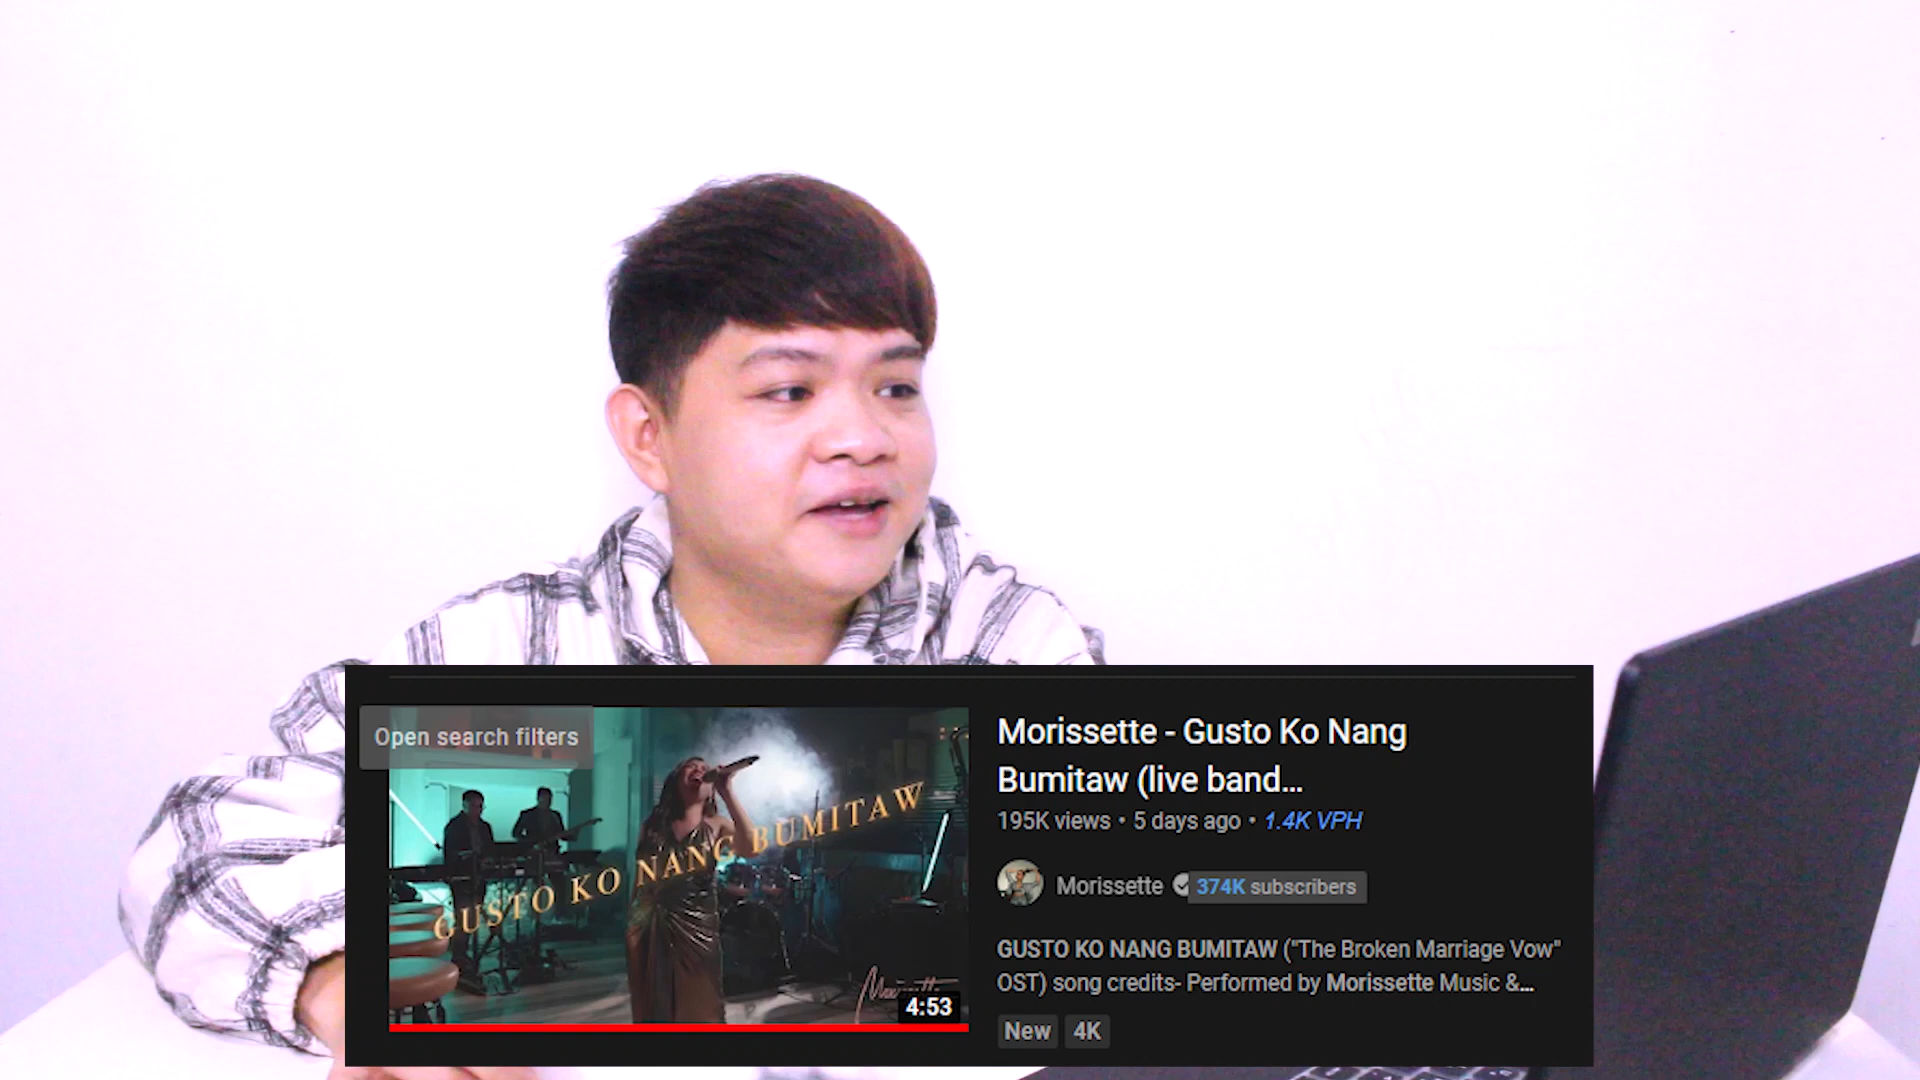 Open search filters
GUSTO KO NANG BUMITAW
Morissette
4:53
Morissette - Gusto Ko Nang
Bumitaw (live band...
195K views • 5 days ago • 1.4K VPH
Morissette 374K subscribers
GUSTO KO NANG BUMITAW ("The Broken Marriage Vow"
OST) song credits- Performed by Morissette Music &...
New 4K